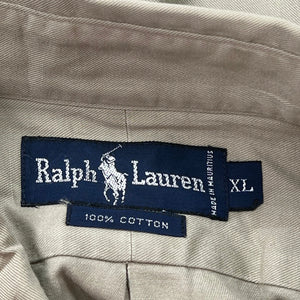 Ralph Lauren
MADE IN MAURITIUS
XL
100% COTTON